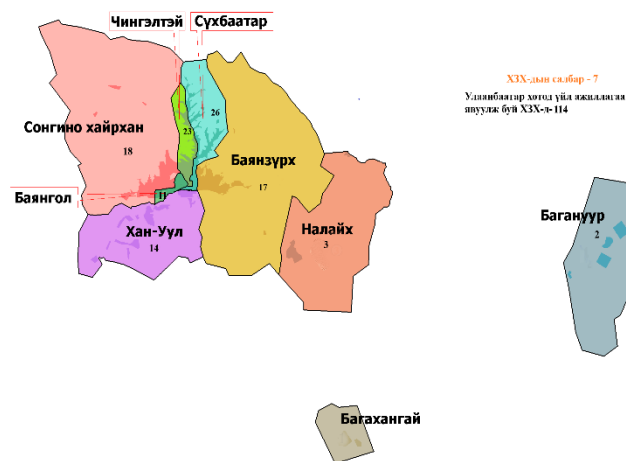 Чингэлтэй
Сүхбаатар
ХЗХ-дын салбар - 7
Улаанбаатар хотод үйл ажиллагаа
явуулж буй ХЗХ-д- 114
Сонгино хайрхан
18
23
26
Баянзүрх
17
Баянгол
11
Хан-Уул
14
Налайх
3
Багануур
2
Багахангай